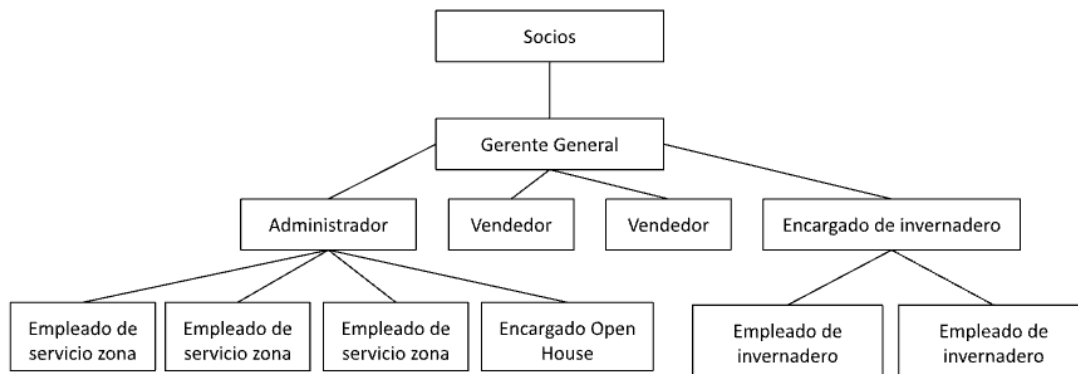 Socios
Gerente General
Administrador
Vendedor
Vendedor
Encargado de invernadero
Empleado de
servicio zona
Empleado de
servicio zona
Empleado de
servicio zona
Encargado Open
House
Empleado de
invernadero
Empleado de
invernadero